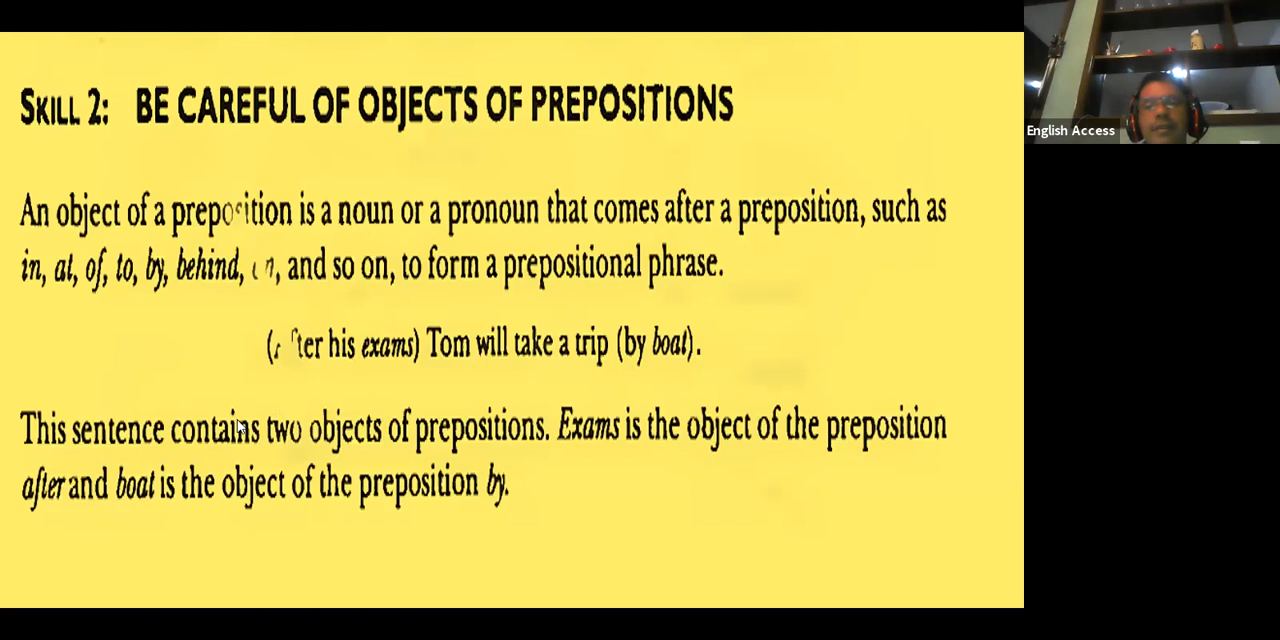 SKILL 2: BE CAREFUL OF OBJECTS OF PREPOSITIONS
An object of a preposition is a noun or a pronoun that comes after a preposition, such as
in, at, of, to, by, behind, on, and so on, to form a prepositional phrase.
(After his exams) Tom will take a trip (by boat).
This sentence contains two objects of prepositions. Exams is the object of the preposition
after and boat is the object of the preposition by.
English Access